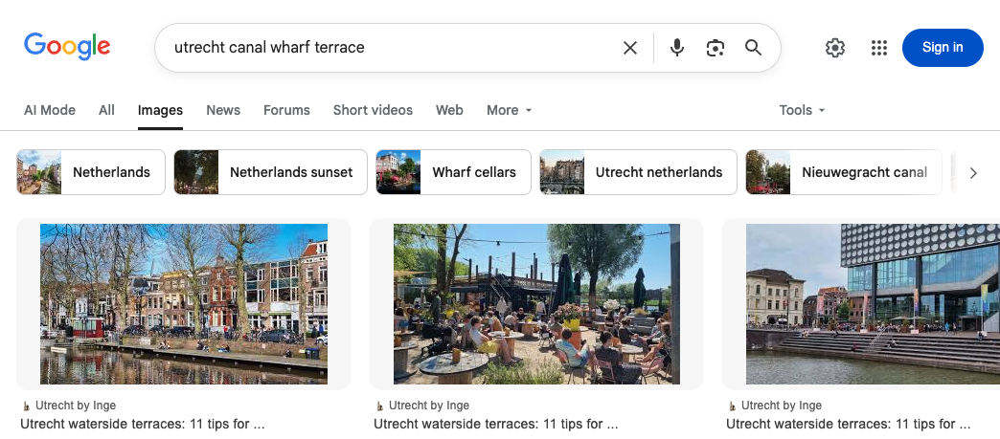 Google
utrecht canal wharf terrace
Sign in
AI Mode All Images News Forums Short videos Web More Tools
Netherlands Netherlands sunset Wharf cellars Utrecht netherlands Nieuwegracht canal
Utrecht by Inge Utrecht by Inge Utrecht by Inge
Utrecht waterside terraces: 11 tips for ... Utrecht waterside terraces: 11 tips for ... Utrecht waterside terraces: 11 tips for ...